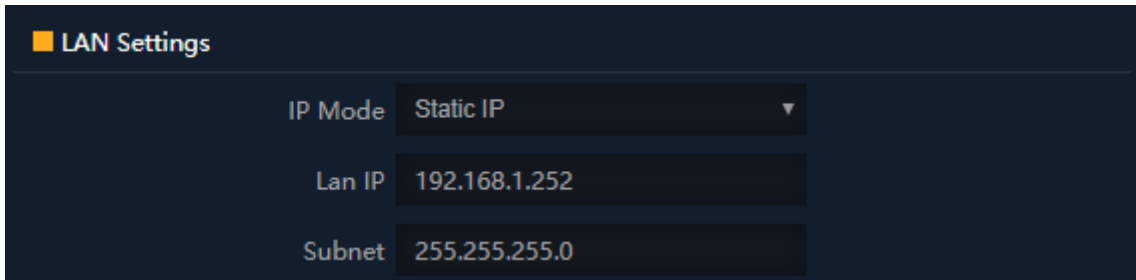 LAN Settings
IP Mode Static IP
Lan IP 192.168.1.252
Subnet 255.255.255.0